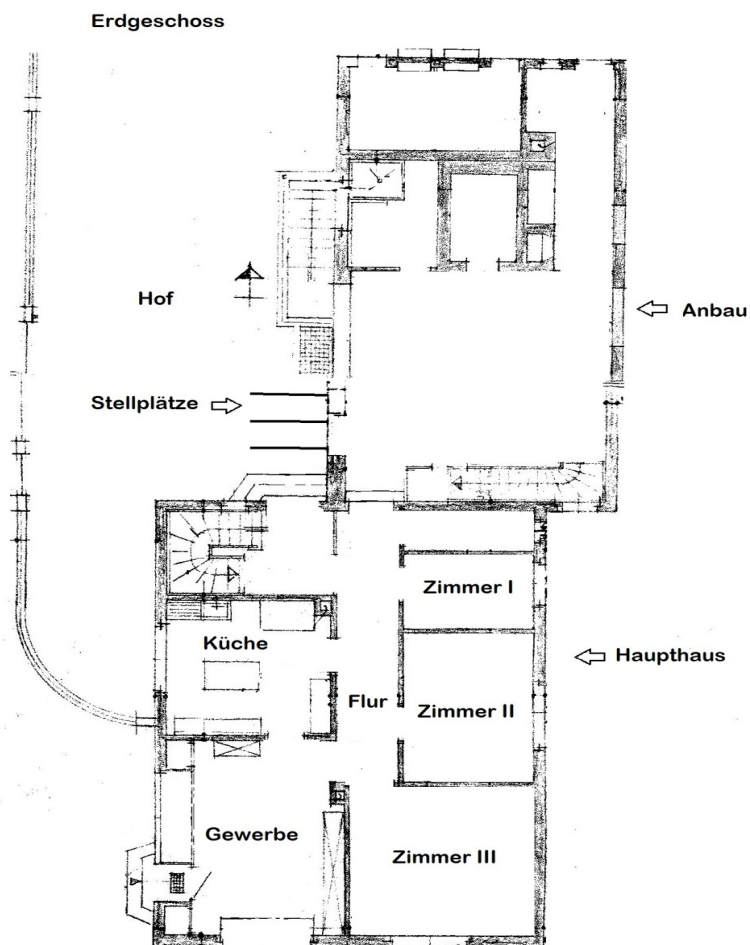 Erdgeschoss
Hof
Anbau
Stellplätze
Zimmer I
Küche
Haupthaus
Flur
Zimmer II
Gewerbe
Zimmer III